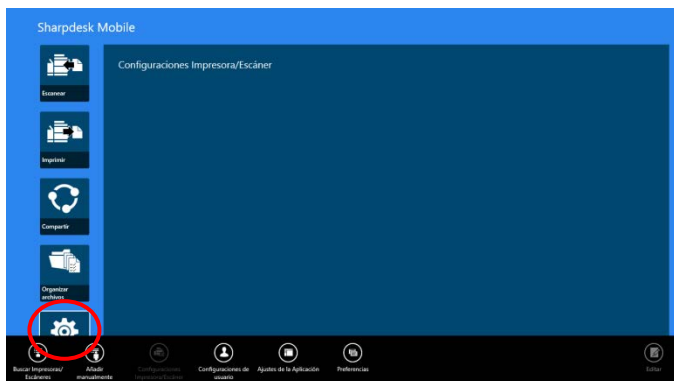 Sharpdesk Mobile
Configuraciones Impresora/Escáner
Escanear
Imprimir
Compartir
Organizar
archivos
Buscar Impresoras/
Escáneres
Añadir
manualmente
Configuraciones
Impresora/Escáner
Configuraciones de
usuario
Ajustes de la Aplicación
Preferencias
Editar